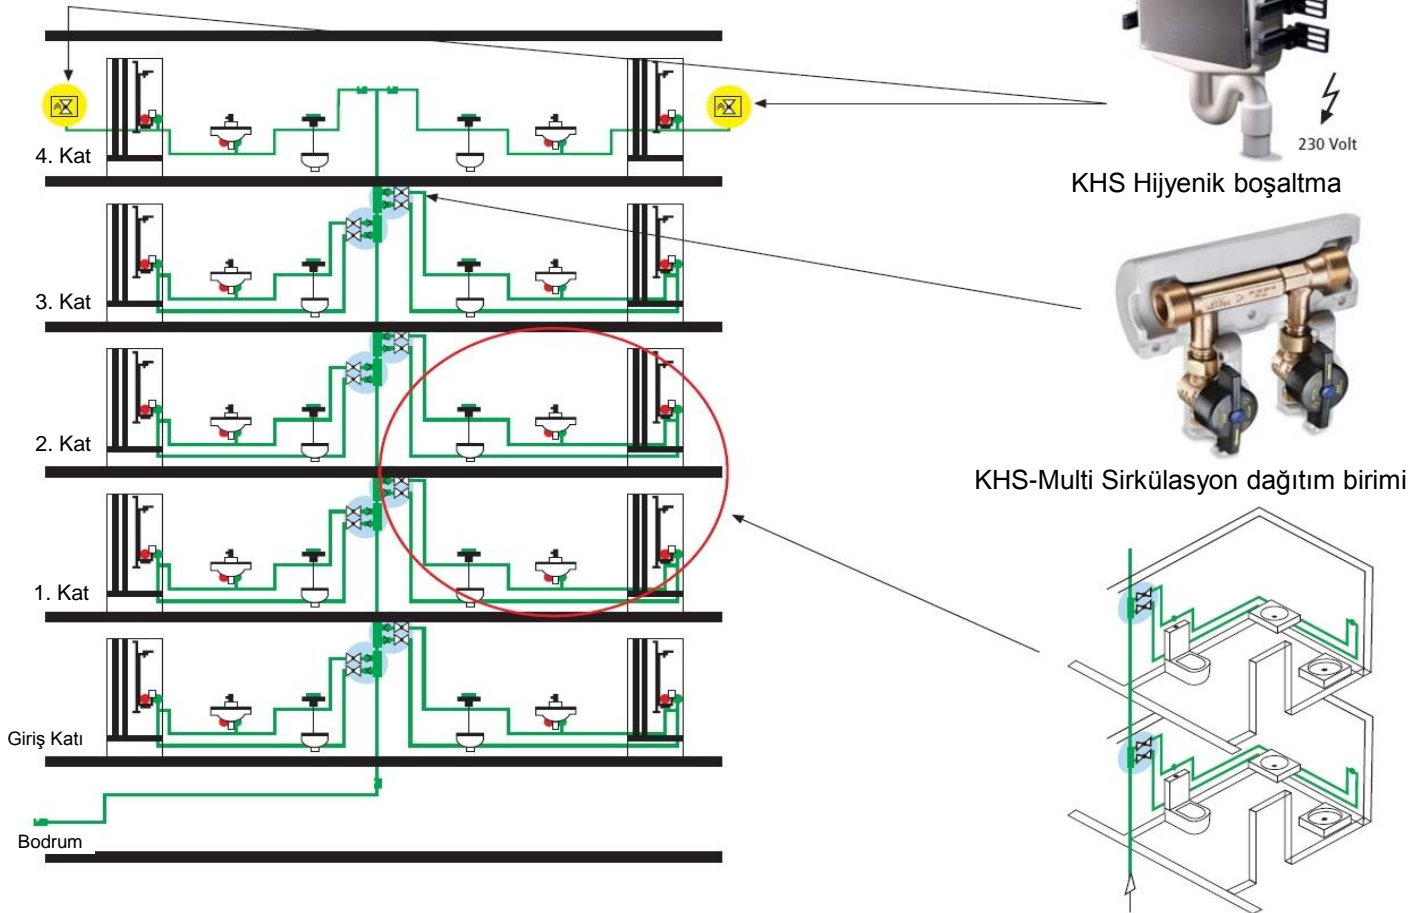 230 Volt
KHS Hijyenik boşaltma
4. Kat
3. Kat
KHS-Multi Sirkülasyon dağıtım birimi
2. Kat
1. Kat
Giriş Katı
Bodrum